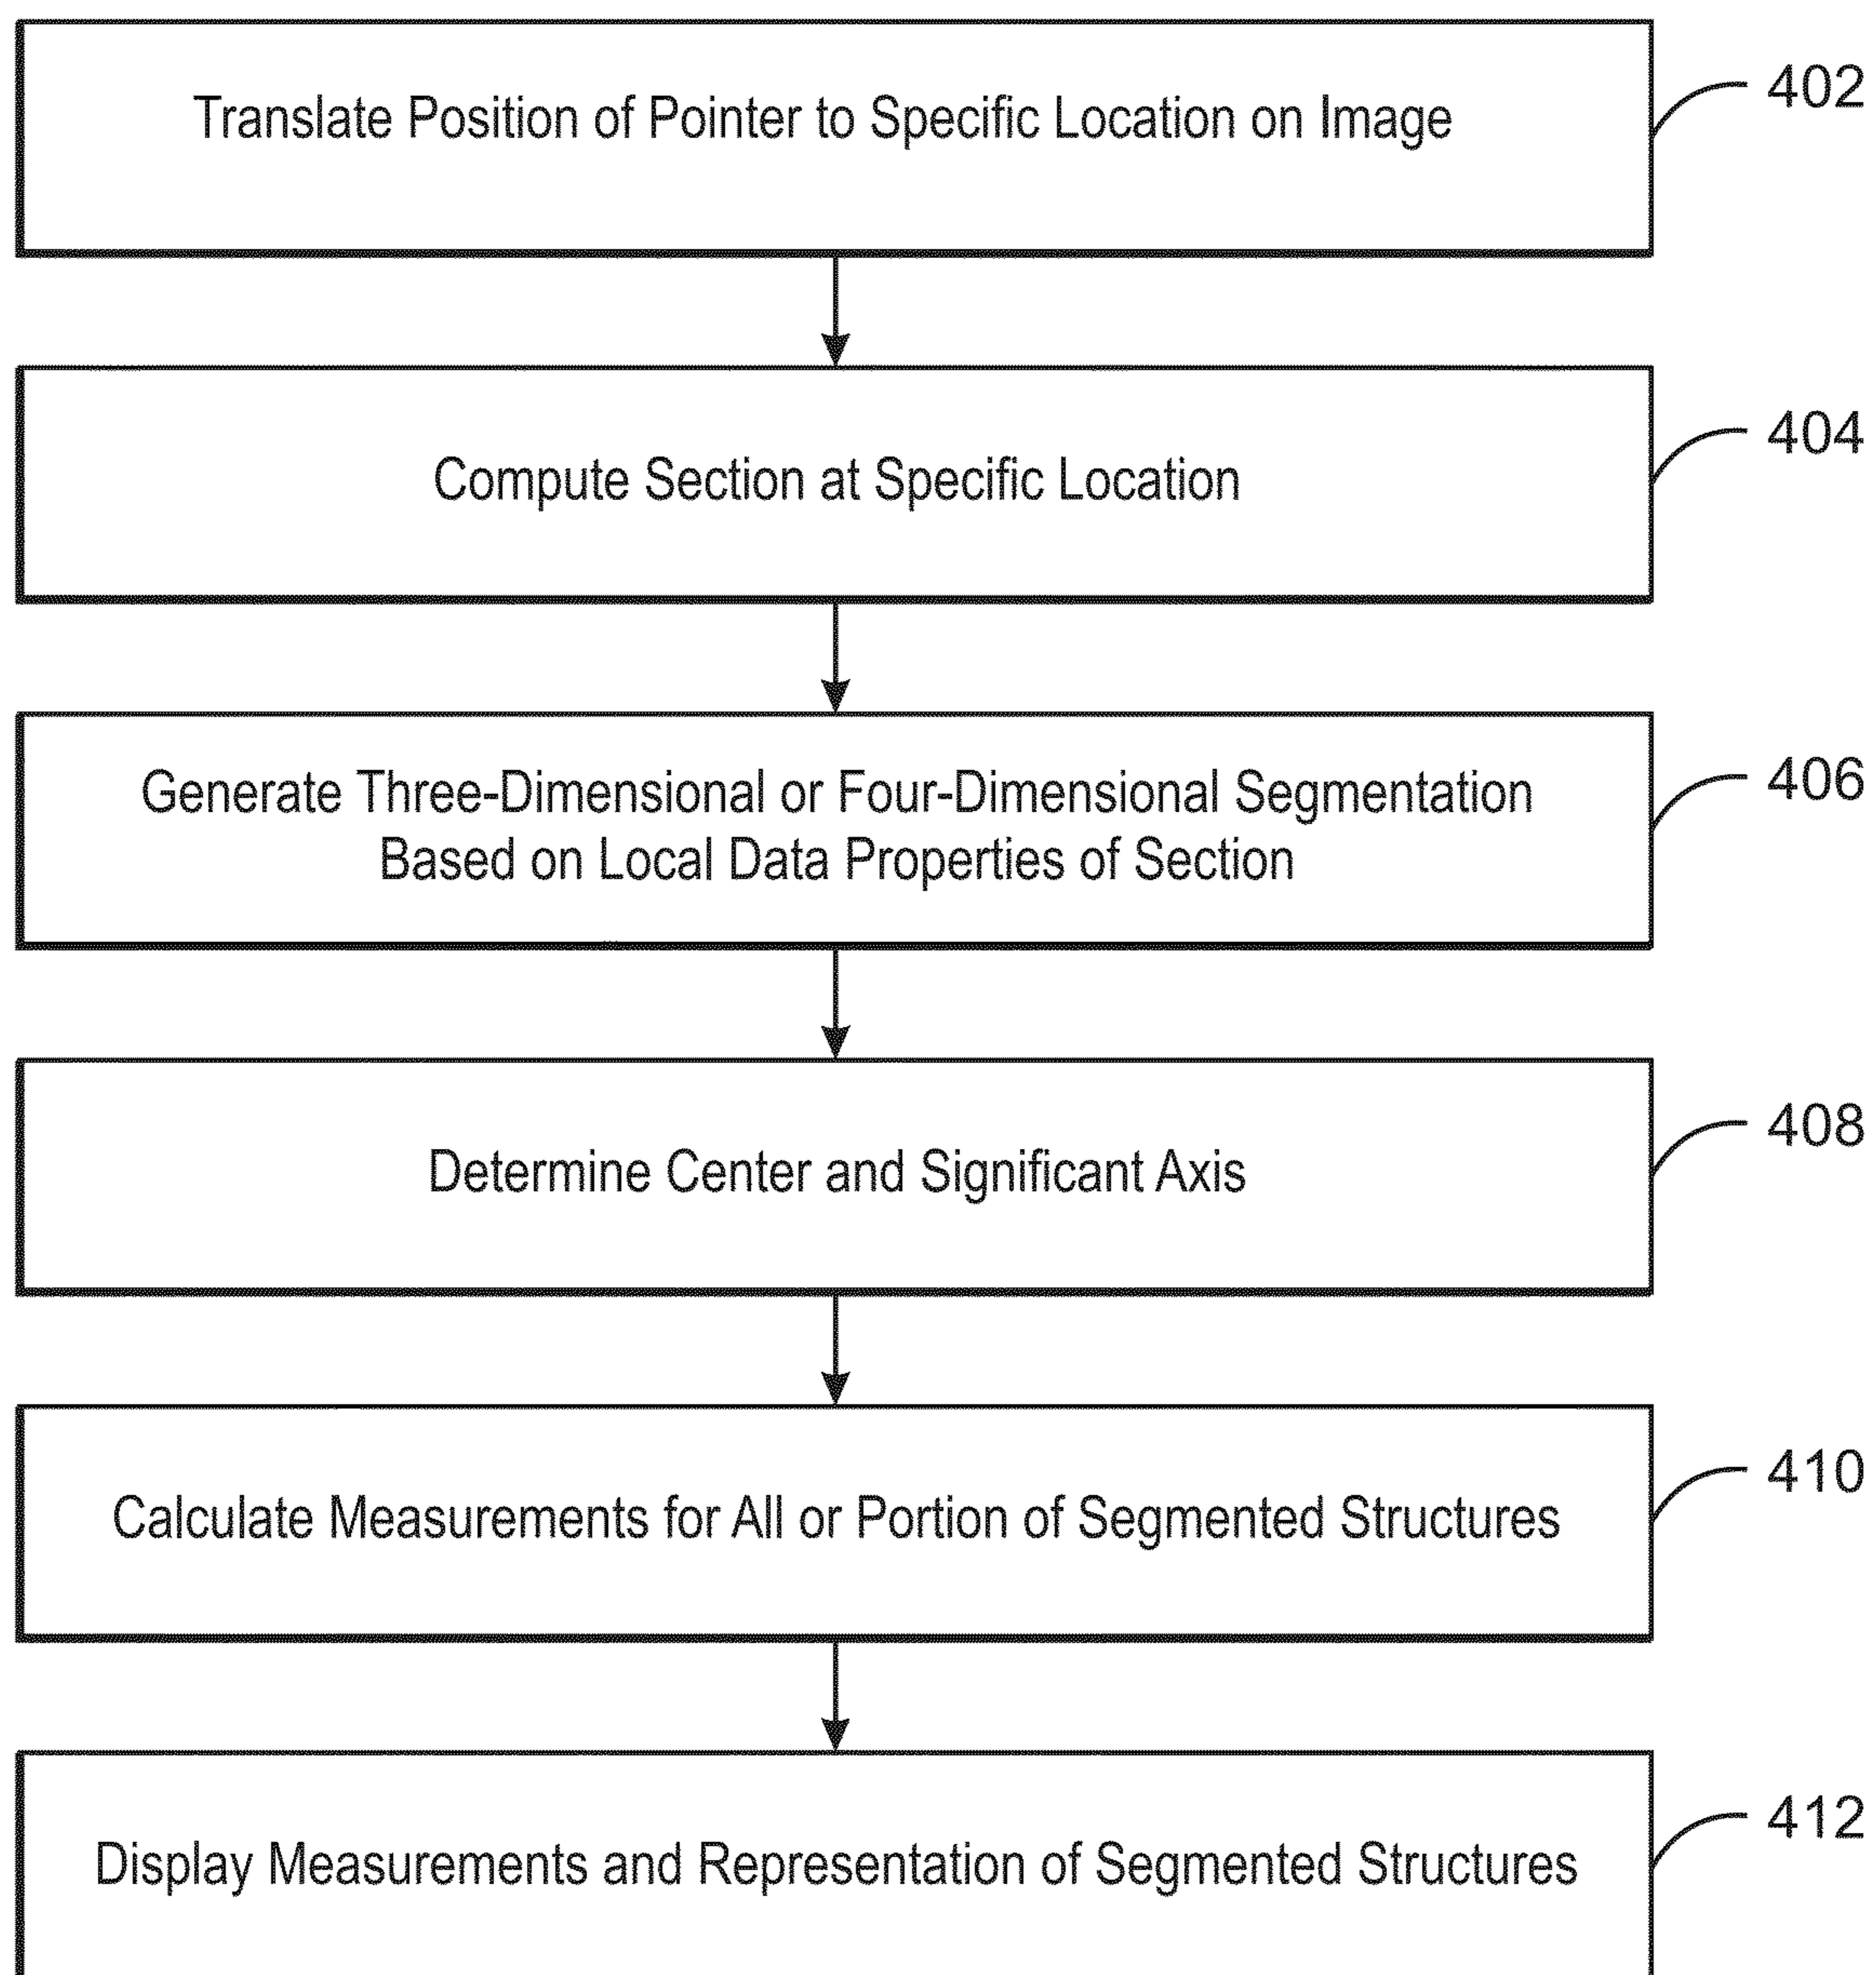 Translate Position of Pointer to Specific Location on Image
402
Compute Section at Specific Location
404
Generate Three-Dimensional or Four-Dimensional Segmentation
Based on Local Data Properties of Section
406
Determine Center and Significant Axis
408
Calculate Measurements for All or Portion of Segmented Structures
410
Display Measurements and Representation of Segmented Structures
412